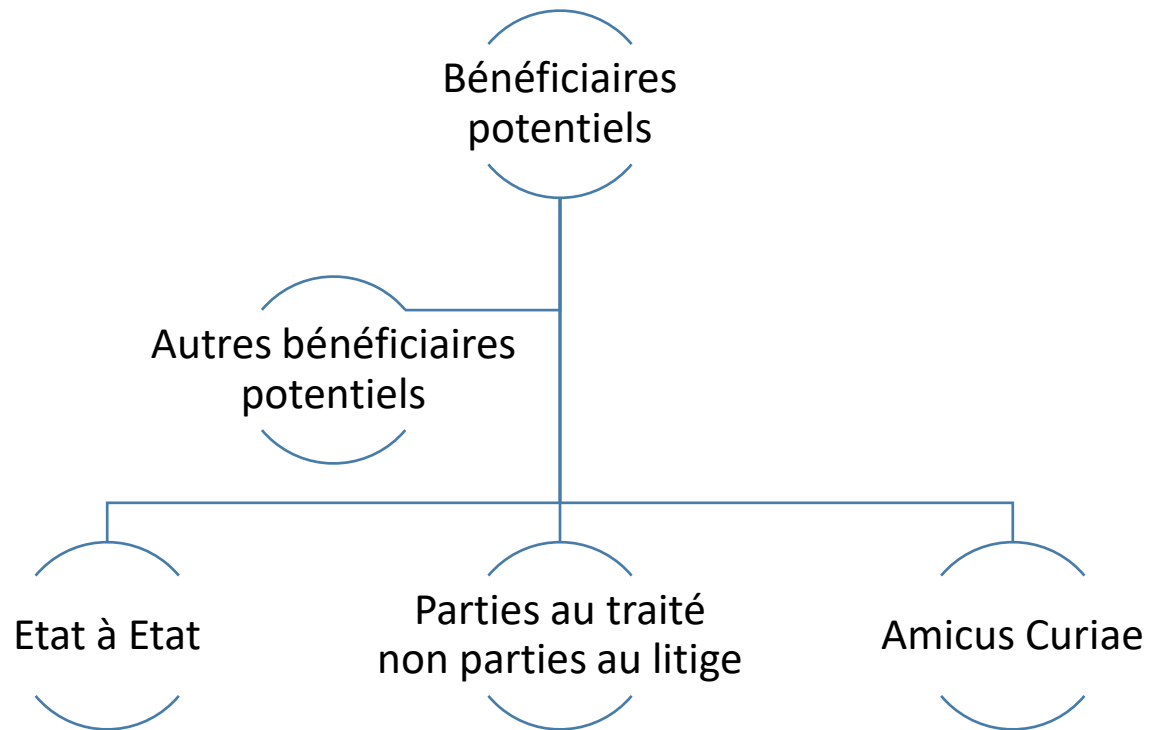 Bénéficiaires
potentiels
Autres bénéficiaires
potentiels
Etat à Etat
Parties au traité
non parties au litige
Amicus Curiae